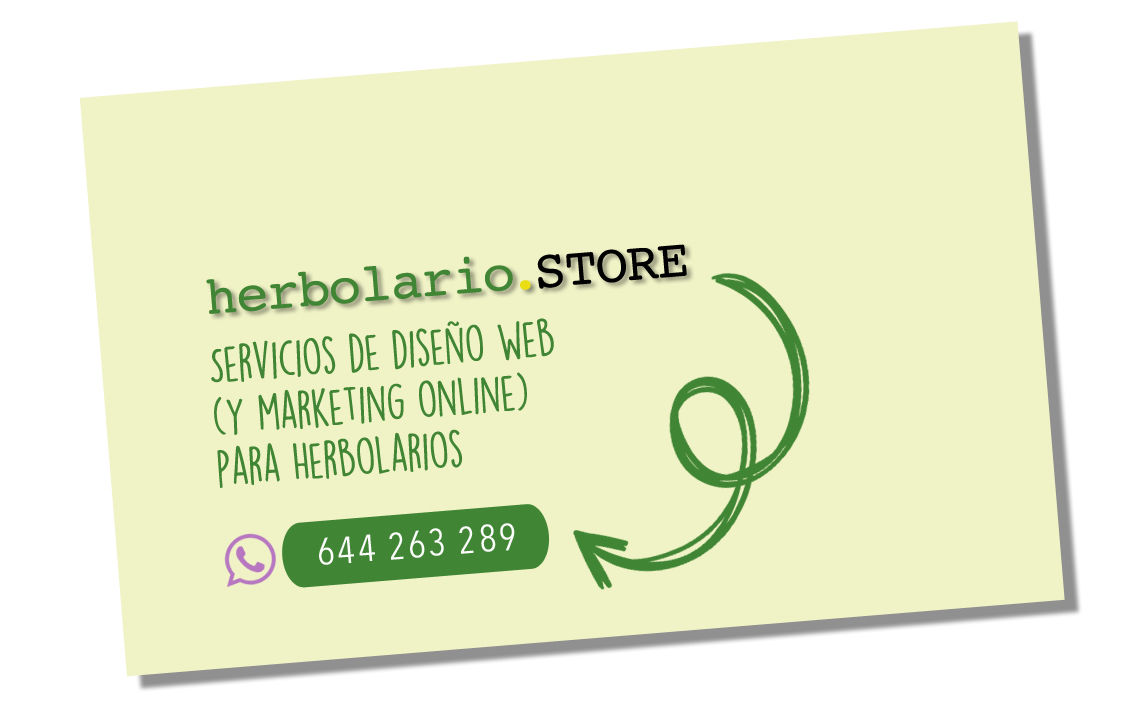 herbolario.STORE
SERVICIOS DE DISEÑO WEB
(Y MARKETING ONLINE)
PARA HERBOLARIOS
644 263 289